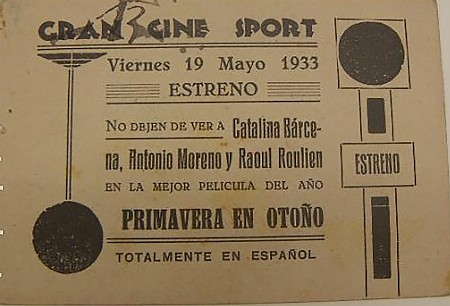 GRAN CINE SPORT
Viernes 19 Mayo 1933
ESTRENO
NO DEJEN DE VER A Catalina Bárce-
na, Antonio Moreno y Raoul Roulien
EN LA MEJOR PELICULA DEL AÑO
PRIMAVERA EN OTOÑO
TOTALMENTE EN ESPAÑOL
ESTRENO